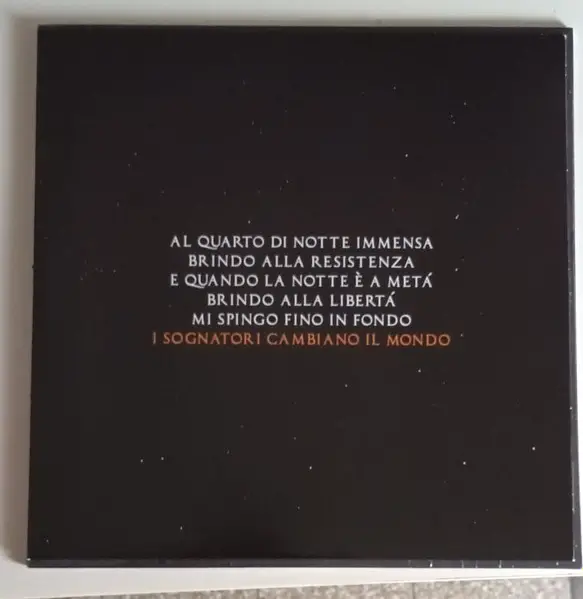 AL QUARTO DI NOTTE IMMENSA
BRINDO ALLA RESISTENZA
E QUANDO LA NOTTE È A METÁ
BRINDO ALLA LIBERTÁ
MI SPINGO FINO IN FONDO
I SOGNATORI CAMBIANO IL MONDO